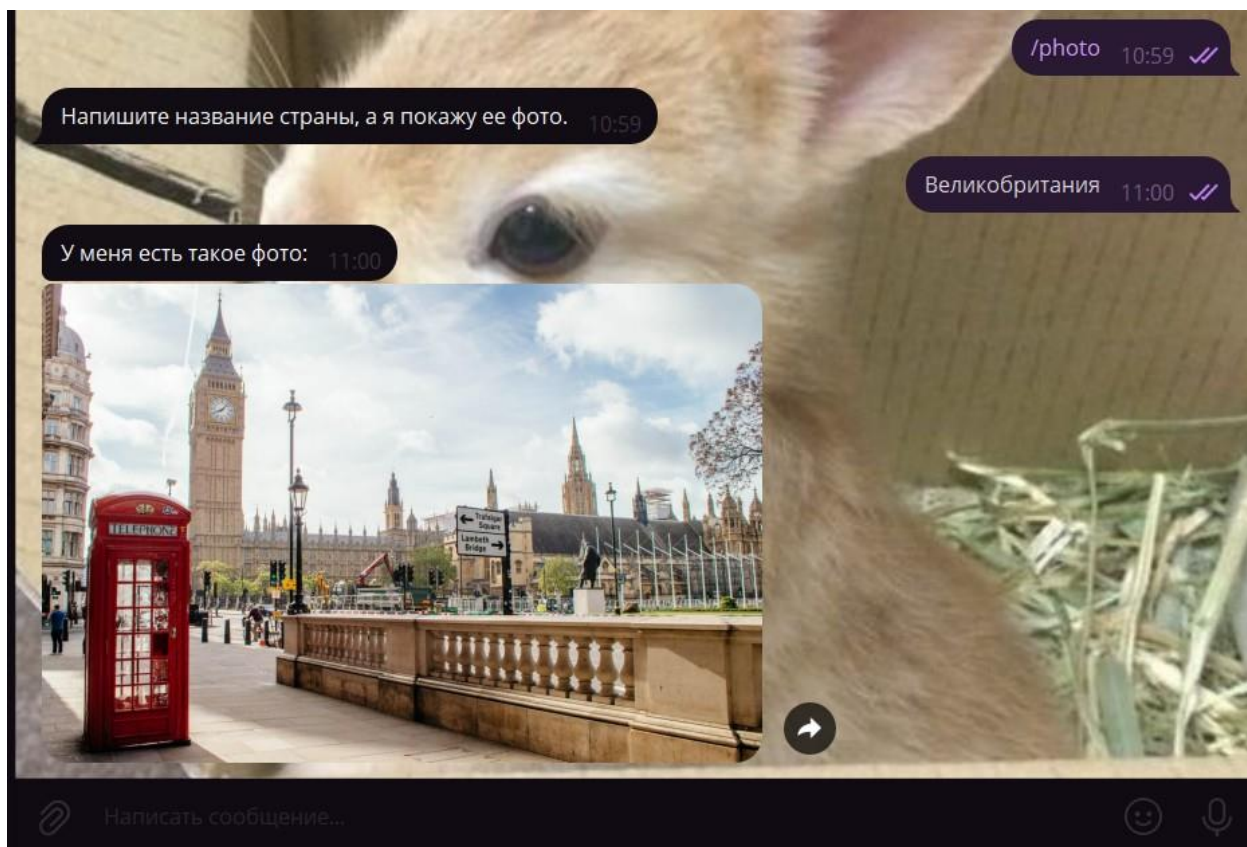 /photo 10:59
Напишите название страны, а я покажу ее фото. 10:59
Великобритания 11:00
У меня есть такое фото: 11:00
TELEPHONE
Trafalgar
Square
Lambeth
Bridge
Написать сообщение...